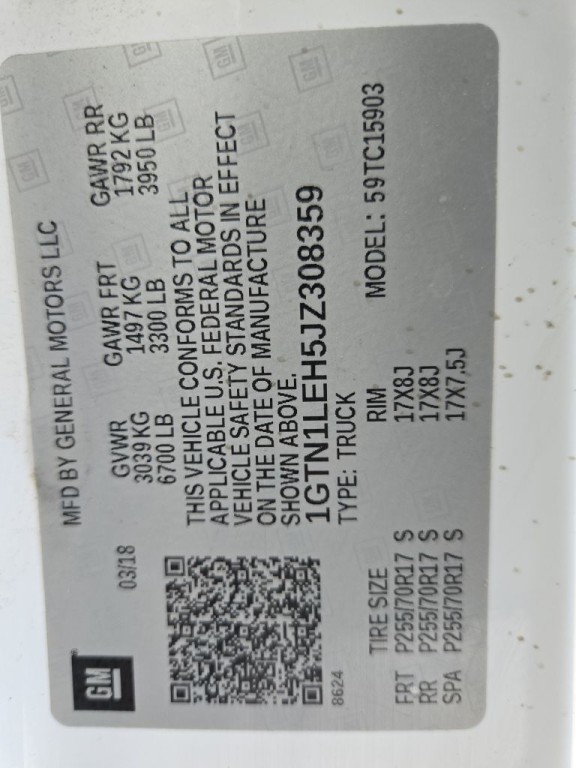 GM
03/18
MFD BY GENERAL MOTORS LLC
GVWR GAWR FRT GAWR RR
3039 KG 1497 KG 1792 KG
6700 LB 3300 LB 3950 LB
THIS VEHICLE CONFORMS TO ALL
APPLICABLE U.S. FEDERAL MOTOR
VEHICLE SAFETY STANDARDS IN EFFECT
ON THE DATE OF MANUFACTURE
SHOWN ABOVE.
1GTN1LEH5JZ308359
8624
TYPE: TRUCK
MODEL: 59TC15903
TIRE SIZE RIM
FRT P255/70R17 S 17X8J
RR P255/70R17 S 17X8J
SPA P255/70R17 S 17X7,5J